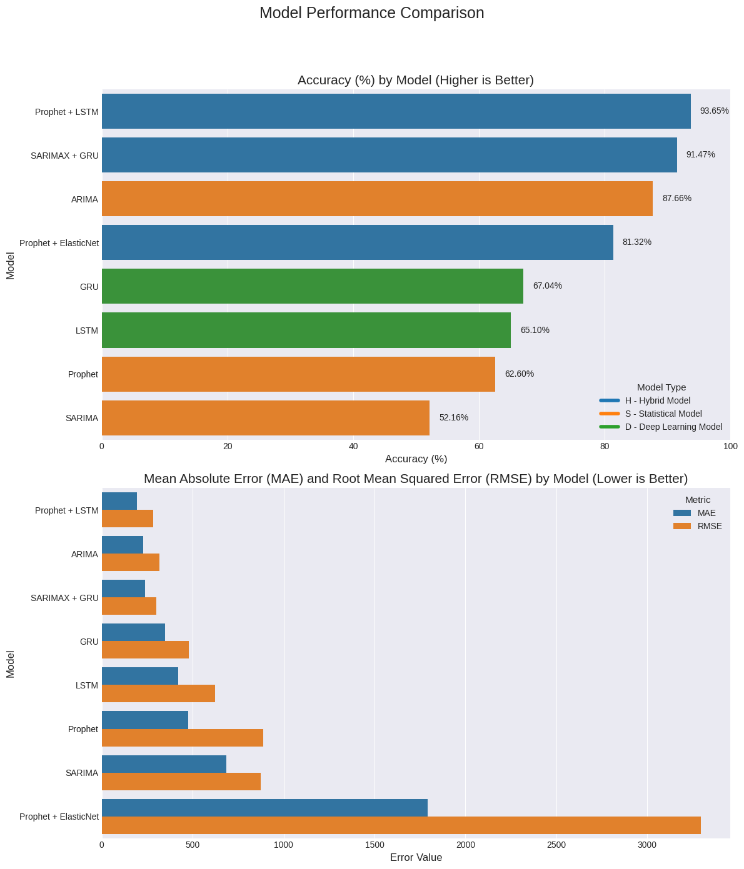 Model Performance Comparison
Accuracy (%) by Model (Higher is Better)
Prophet + LSTM
93.65%
SARIMAX + GRU
91.47%
ARIMA
87.66%
Prophet + ElasticNet
81.32%
Model
GRU
67.04%
LSTM
65.10%
Prophet
62.60%
SARIMA
52.16%
Model Type
H - Hybrid Model
S - Statistical Model
D - Deep Learning Model
0 20 40 60 80 100
Accuracy (%)
Mean Absolute Error (MAE) and Root Mean Squared Error (RMSE) by Model (Lower is Better)
Metric
MAE
RMSE
Prophet + LSTM
ARIMA
SARIMAX + GRU
GRU
Model
LSTM
Prophet
SARIMA
Prophet + ElasticNet
0 500 1000 1500 2000 2500 3000
Error Value